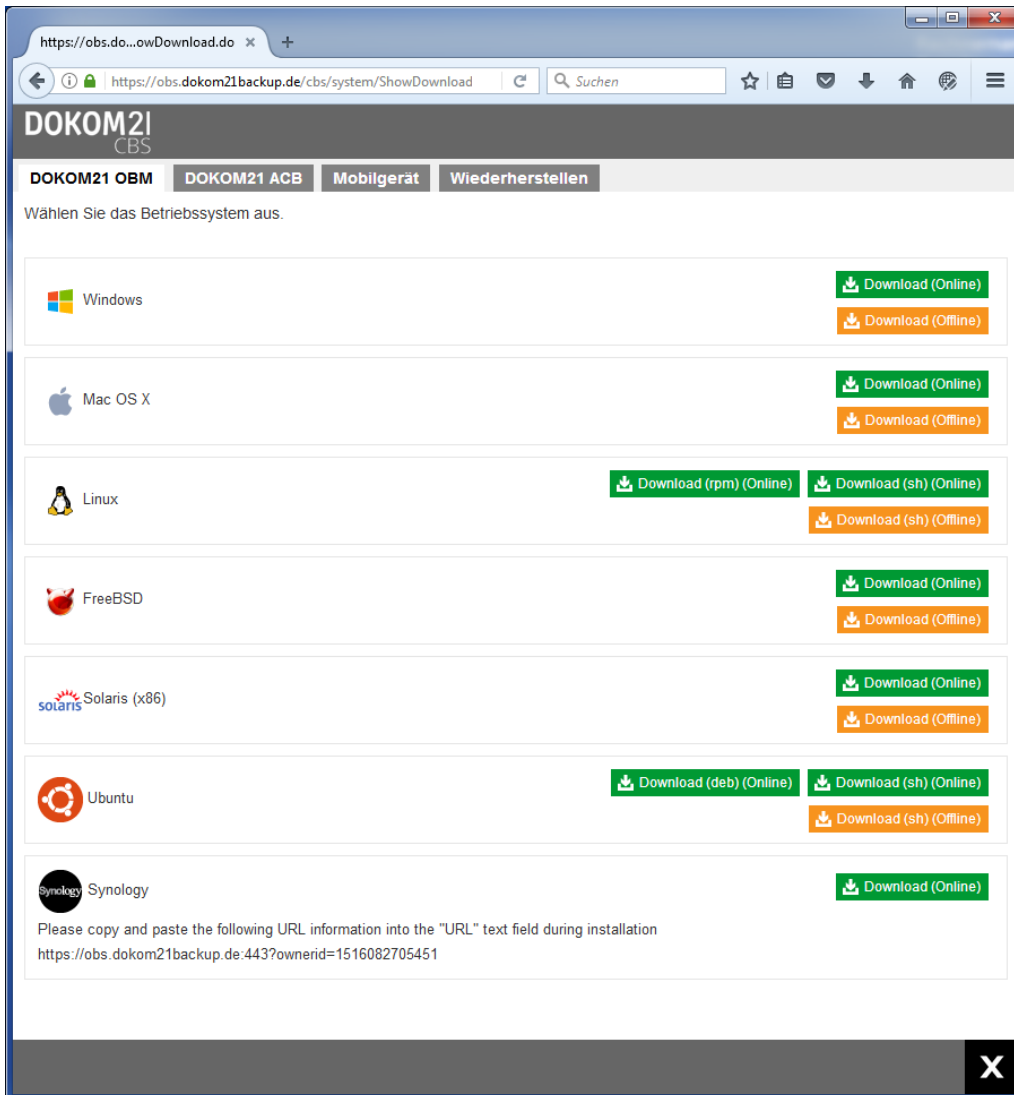 https://obs.do...owDownload.do × +
https://obs.dokom21backup.de/cbs/system/ShowDownload Suchen
DOKOM21
CBS
DOKOM21 OBM DOKOM21 ACB Mobilgerät Wiederherstellen
Wählen Sie das Betriebssystem aus.
Windows
Download (Online)
Download (Offline)
Mac OS X
Download (Online)
Download (Offline)
Linux
Download (rpm) (Online) Download (sh) (Online)
Download (sh) (Offline)
FreeBSD
Download (Online)
Download (Offline)
solaris Solaris (x86)
Download (Online)
Download (Offline)
Ubuntu
Download (deb) (Online) Download (sh) (Online)
Download (sh) (Offline)
Synology Synology
Download (Online)
Please copy and paste the following URL information into the "URL" text field during installation
https://obs.dokom21backup.de:443?ownerid=1516082705451
X